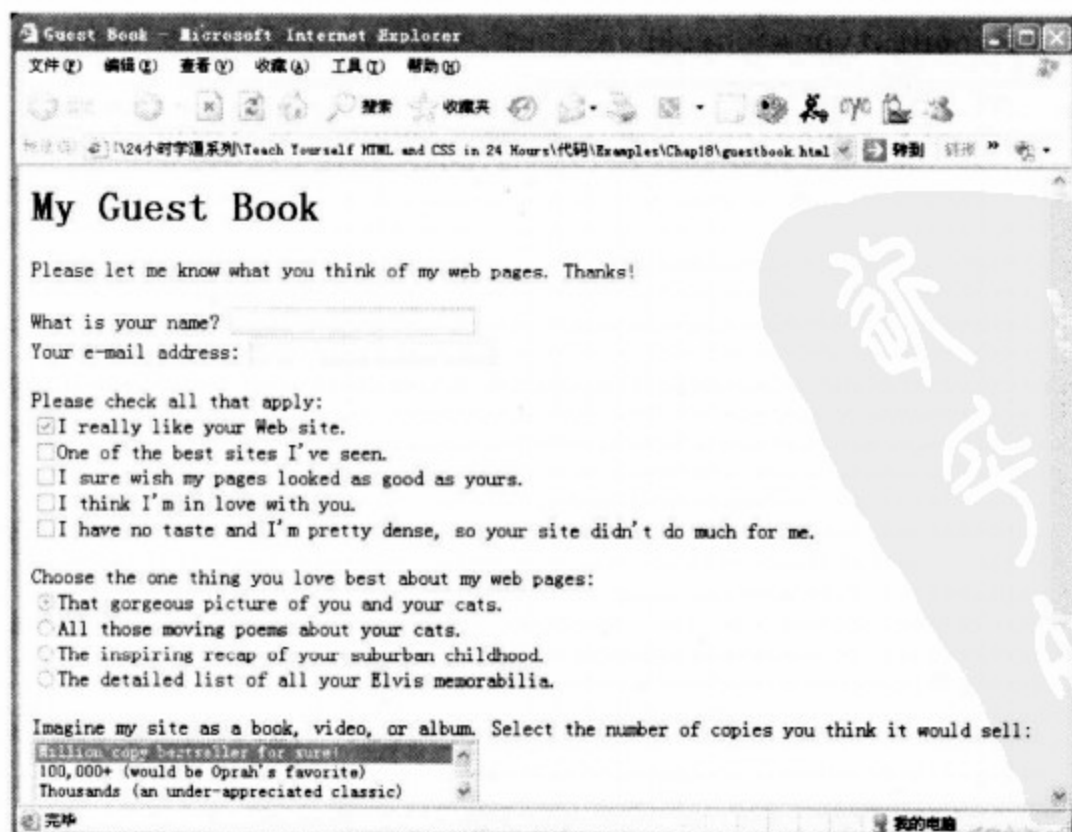 Guest Book - Microsoft Internet Explorer
文件(F) 编辑(E) 查看(V) 收藏(A) 工具(T) 帮助(H)
搜索 收藏夹
\24小时学通系列\Teach Yourself HTML and CSS in 24 Hours\代码\Examples\Chap18\guestbook.html 转到 »
My Guest Book
Please let me know what you think of my web pages. Thanks!
What is your name?
Your e-mail address:
Please check all that apply:
I really like your Web site.
One of the best sites I've seen.
I sure wish my pages looked as good as yours.
I think I'm in love with you.
I have no taste and I'm pretty dense, so your site didn't do much for me.
Choose the one thing you love best about my web pages:
That gorgeous picture of you and your cats.
All those moving poems about your cats.
The inspiring recap of your suburban childhood.
The detailed list of all your Elvis memorabilia.
Imagine my site as a book, video, or album. Select the number of copies you think it would sell:
Million copy bestseller for sure!
100,000+ (would be Oprah's favorite)
Thousands (an under-appreciated classic)
完毕 我的电脑